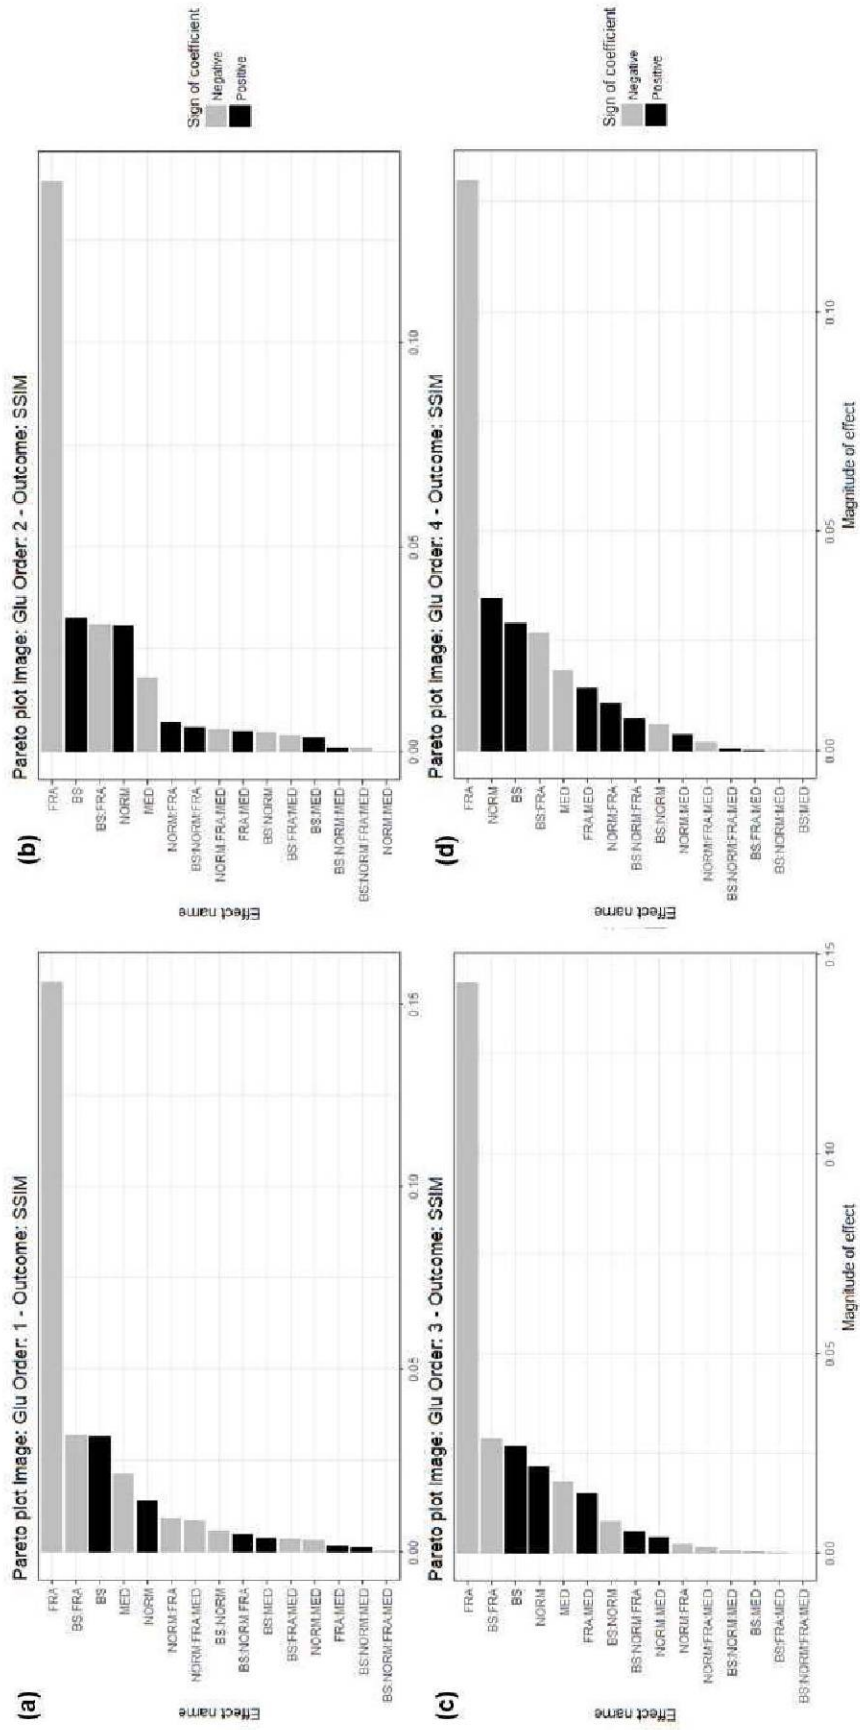 (a)
Pareto plot Image: Glu Order: 1 - Outcome: SSIM
Effect name
FRA
BS:FRA
BS
MED
NORM
NORM:FRA
NORM:FRA:MED
BS:NORM
BS:NORM:FRA
BS:MED
BS:FRA:MED
NORM:MED
FRA:MED
BS:NORM:MED
BS:NORM:FRA:MED
0.00
0.05
0.10
0.15
(b)
Pareto plot Image: Glu Order: 2 - Outcome: SSIM
Effect name
FRA
BS
BS:FRA
NORM
MED
NORM:FRA
BS:NORM:FRA
NORM:FRA:MED
FRA:MED
BS:NORM
BS:FRA:MED
BS:MED
BS:NORM:MED
BS:NORM:FRA:MED
NORM:MED
0.00
0.05
0.10
Sign of coefficient
Negative
Positive
(c)
Pareto plot Image: Glu Order: 3 - Outcome: SSIM
Effect name
FRA
BS:FRA
BS
NORM
MED
FRA:MED
BS:NORM
BS:NORM:FRA
NORM:MED
NORM:FRA
NORM:FRA:MED
BS:NORM:MED
BS:MED
BS:FRA:MED
BS:NORM:FRA:MED
0.00
0.05
0.10
0.15
Magnitude of effect
(d)
Pareto plot Image: Glu Order: 4 - Outcome: SSIM
Effect name
FRA
NORM
BS
BS:FRA
MED
FRA:MED
NORM:FRA
BS:NORM:FRA
BS:NORM
NORM:MED
NORM:FRA:MED
BS:NORM:FRA:MED
BS:FRA:MED
BS:NORM:MED
BS:MED
0.00
0.05
0.10
Magnitude of effect
Sign of coefficient
Negative
Positive